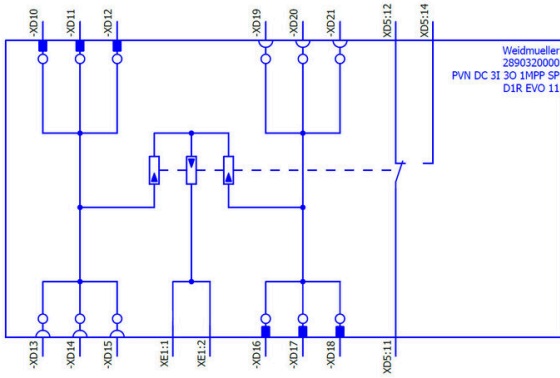 -XD10
-XD11
-XD12
-XD19
-XD20
-XD21
XD5:12
XD5:14
Weidmueller
2890320000
PVN DC 3I 3O 1MPP SP
D1R EVO 11
-XD13
-XD14
-XD15
XE1:1
XE1:2
-XD16
-XD17
-XD18
XD5:11